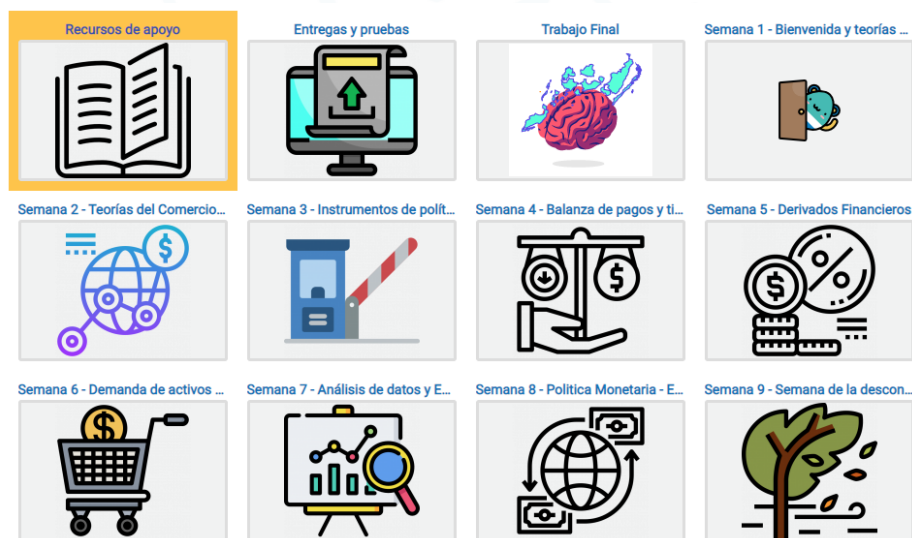 Recursos de apoyo
Entregas y pruebas
Trabajo Final
Semana 1 - Bienvenida y teorías ...
Semana 2 - Teorías del Comercio...
Semana 3 - Instrumentos de polít...
Semana 4 - Balanza de pagos y ti...
Semana 5 - Derivados Financieros
Semana 6 - Demanda de activos ...
Semana 7 - Análisis de datos y E...
Semana 8 - Politica Monetaria - E...
Semana 9 - Semana de la descon...